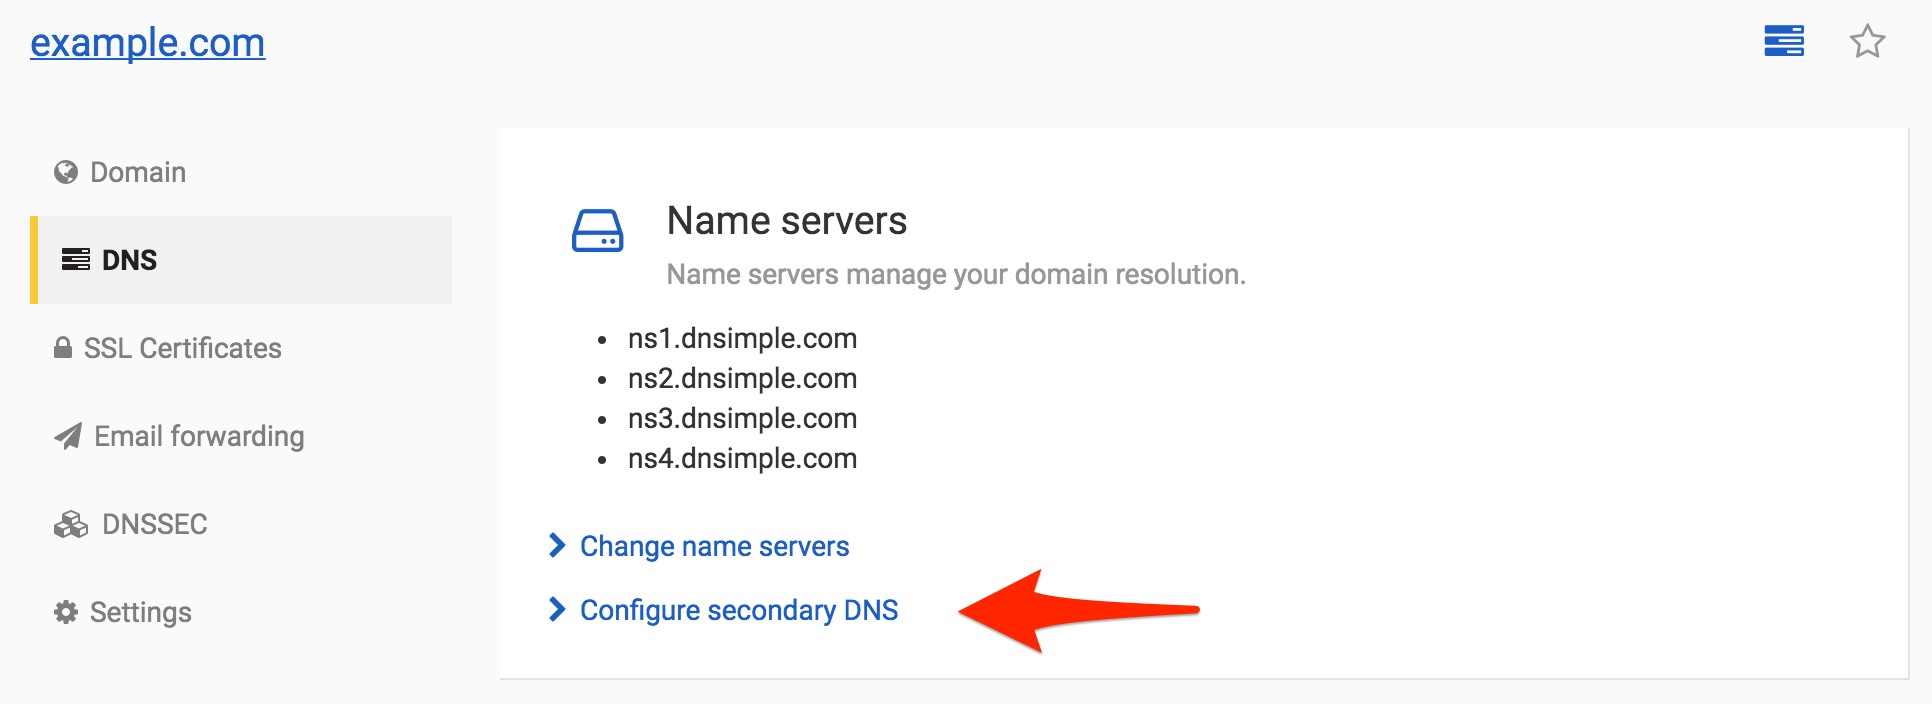 example.com
Domain
DNS
SSL Certificates
Email forwarding
DNSSEC
Settings
Name servers
Name servers manage your domain resolution.
ns1.dnsimple.com
ns2.dnsimple.com
ns3.dnsimple.com
ns4.dnsimple.com
Change name servers
Configure secondary DNS